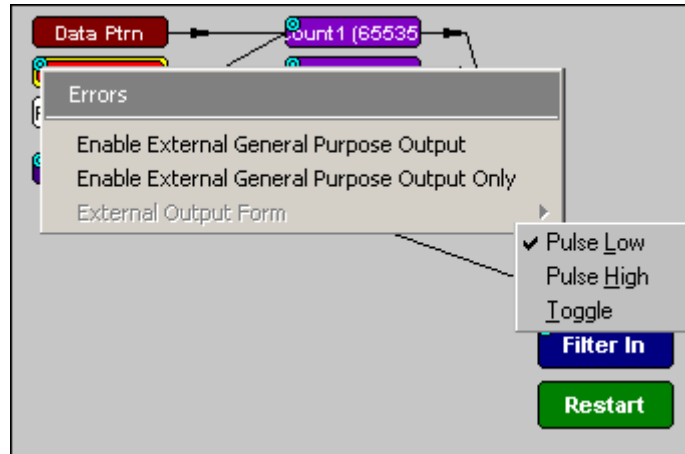 Data Ptrn
ount1 (65535
Errors
Enable External General Purpose Output
Enable External General Purpose Output Only
External Output Form
Pulse Low
Pulse High
Toggle
Filter In
Restart